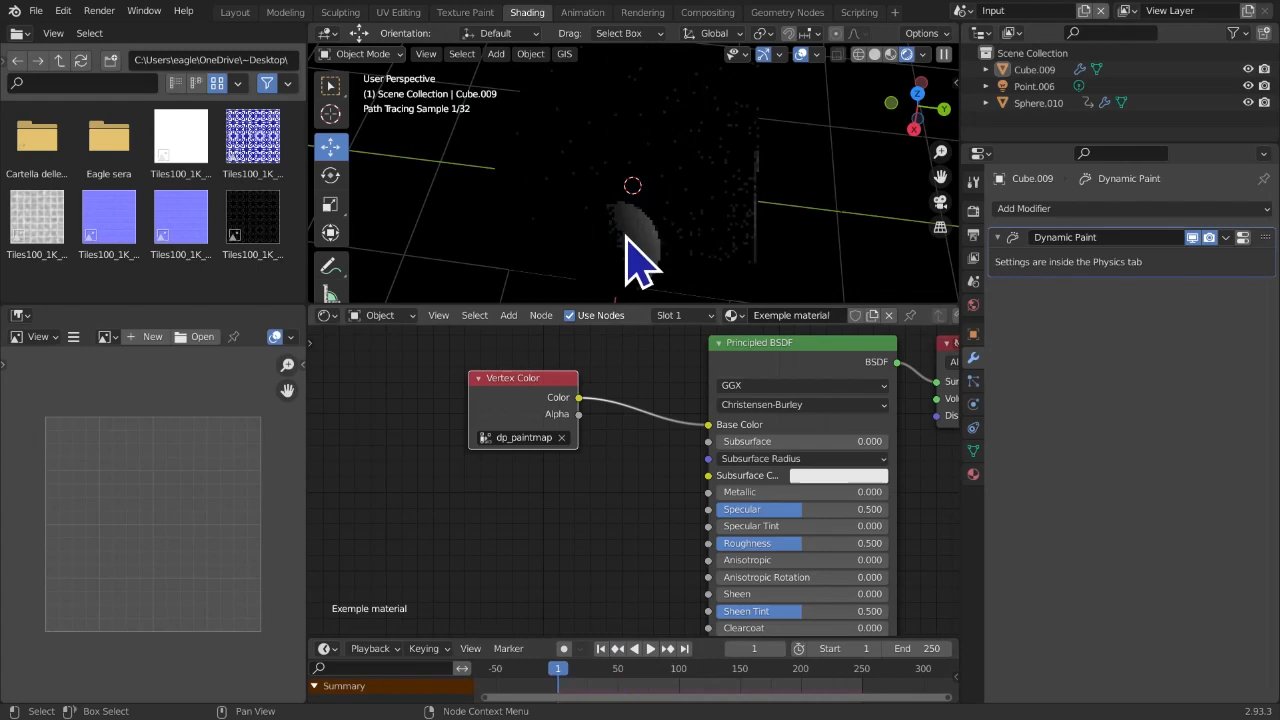 File Edit Render Window Help Layout Modeling Sculpting UV Editing Texture Paint Shading Animation Rendering Compositing Geometry Nodes Scripting Input View Layer
View Select
C:\Users\eagle\OneDrive\~Desktop\
Cartella delle... Eagle sera Tiles100_1K_... Tiles100_1K_...
Tiles100_1K_... Tiles100_1K_... Tiles100_1K_... Tiles100_1K_...
Orientation: Default Drag: Select Box Global Options
Object Mode View Select Add Object GIS
User Perspective
(1) Scene Collection | Cube.009
Path Tracing Sample 1/32
X
Y
Z
Scene Collection
Cube.009
Point.006
Sphere.010
Cube.009 Dynamic Paint
Add Modifier
Dynamic Paint
Settings are inside the Physics tab
View New Open
Object View Select Add Node Use Nodes Slot 1 Exemple material
Vertex Color
Color
Alpha
dp_paintmap
Principled BSDF
BSDF
GGX
Christensen-Burley
Base Color
Subsurface 0.000
Subsurface Radius
Subsurface C...
Metallic 0.000
Specular 0.500
Specular Tint 0.000
Roughness 0.500
Anisotropic 0.000
Anisotropic Rotation 0.000
Sheen 0.000
Sheen Tint 0.500
Clearcoat 0.000
Al
Sur
Volu
Dis
Exemple material
Playback Keying View Marker 1 Start 1 End 250
-50 1 50 100 150 200 250 300
Summary
Select Box Select Pan View Node Context Menu 2.93.3